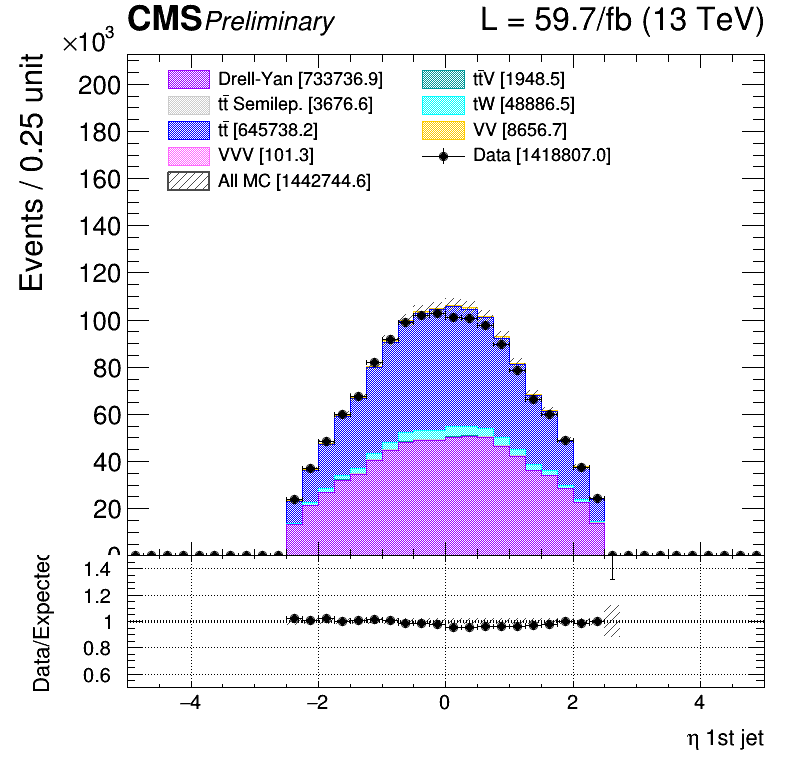 CMS Preliminary L = 59.7/fb (13 TeV)
×10³
Events / 0.25 unit
200
180
160
140
120
100
80
60
40
20
0
Drell-Yan [733736.9]
tt̄ Semilep. [3676.6]
tt̄ [645738.2]
VVV [101.3]
All MC [1442744.6]
tt̄V [1948.5]
tW [48886.5]
VV [8656.7]
Data [1418807.0]
Data/Expected
1.4
1.2
1
0.8
0.6
−4 −2 0 2 4
η 1st jet